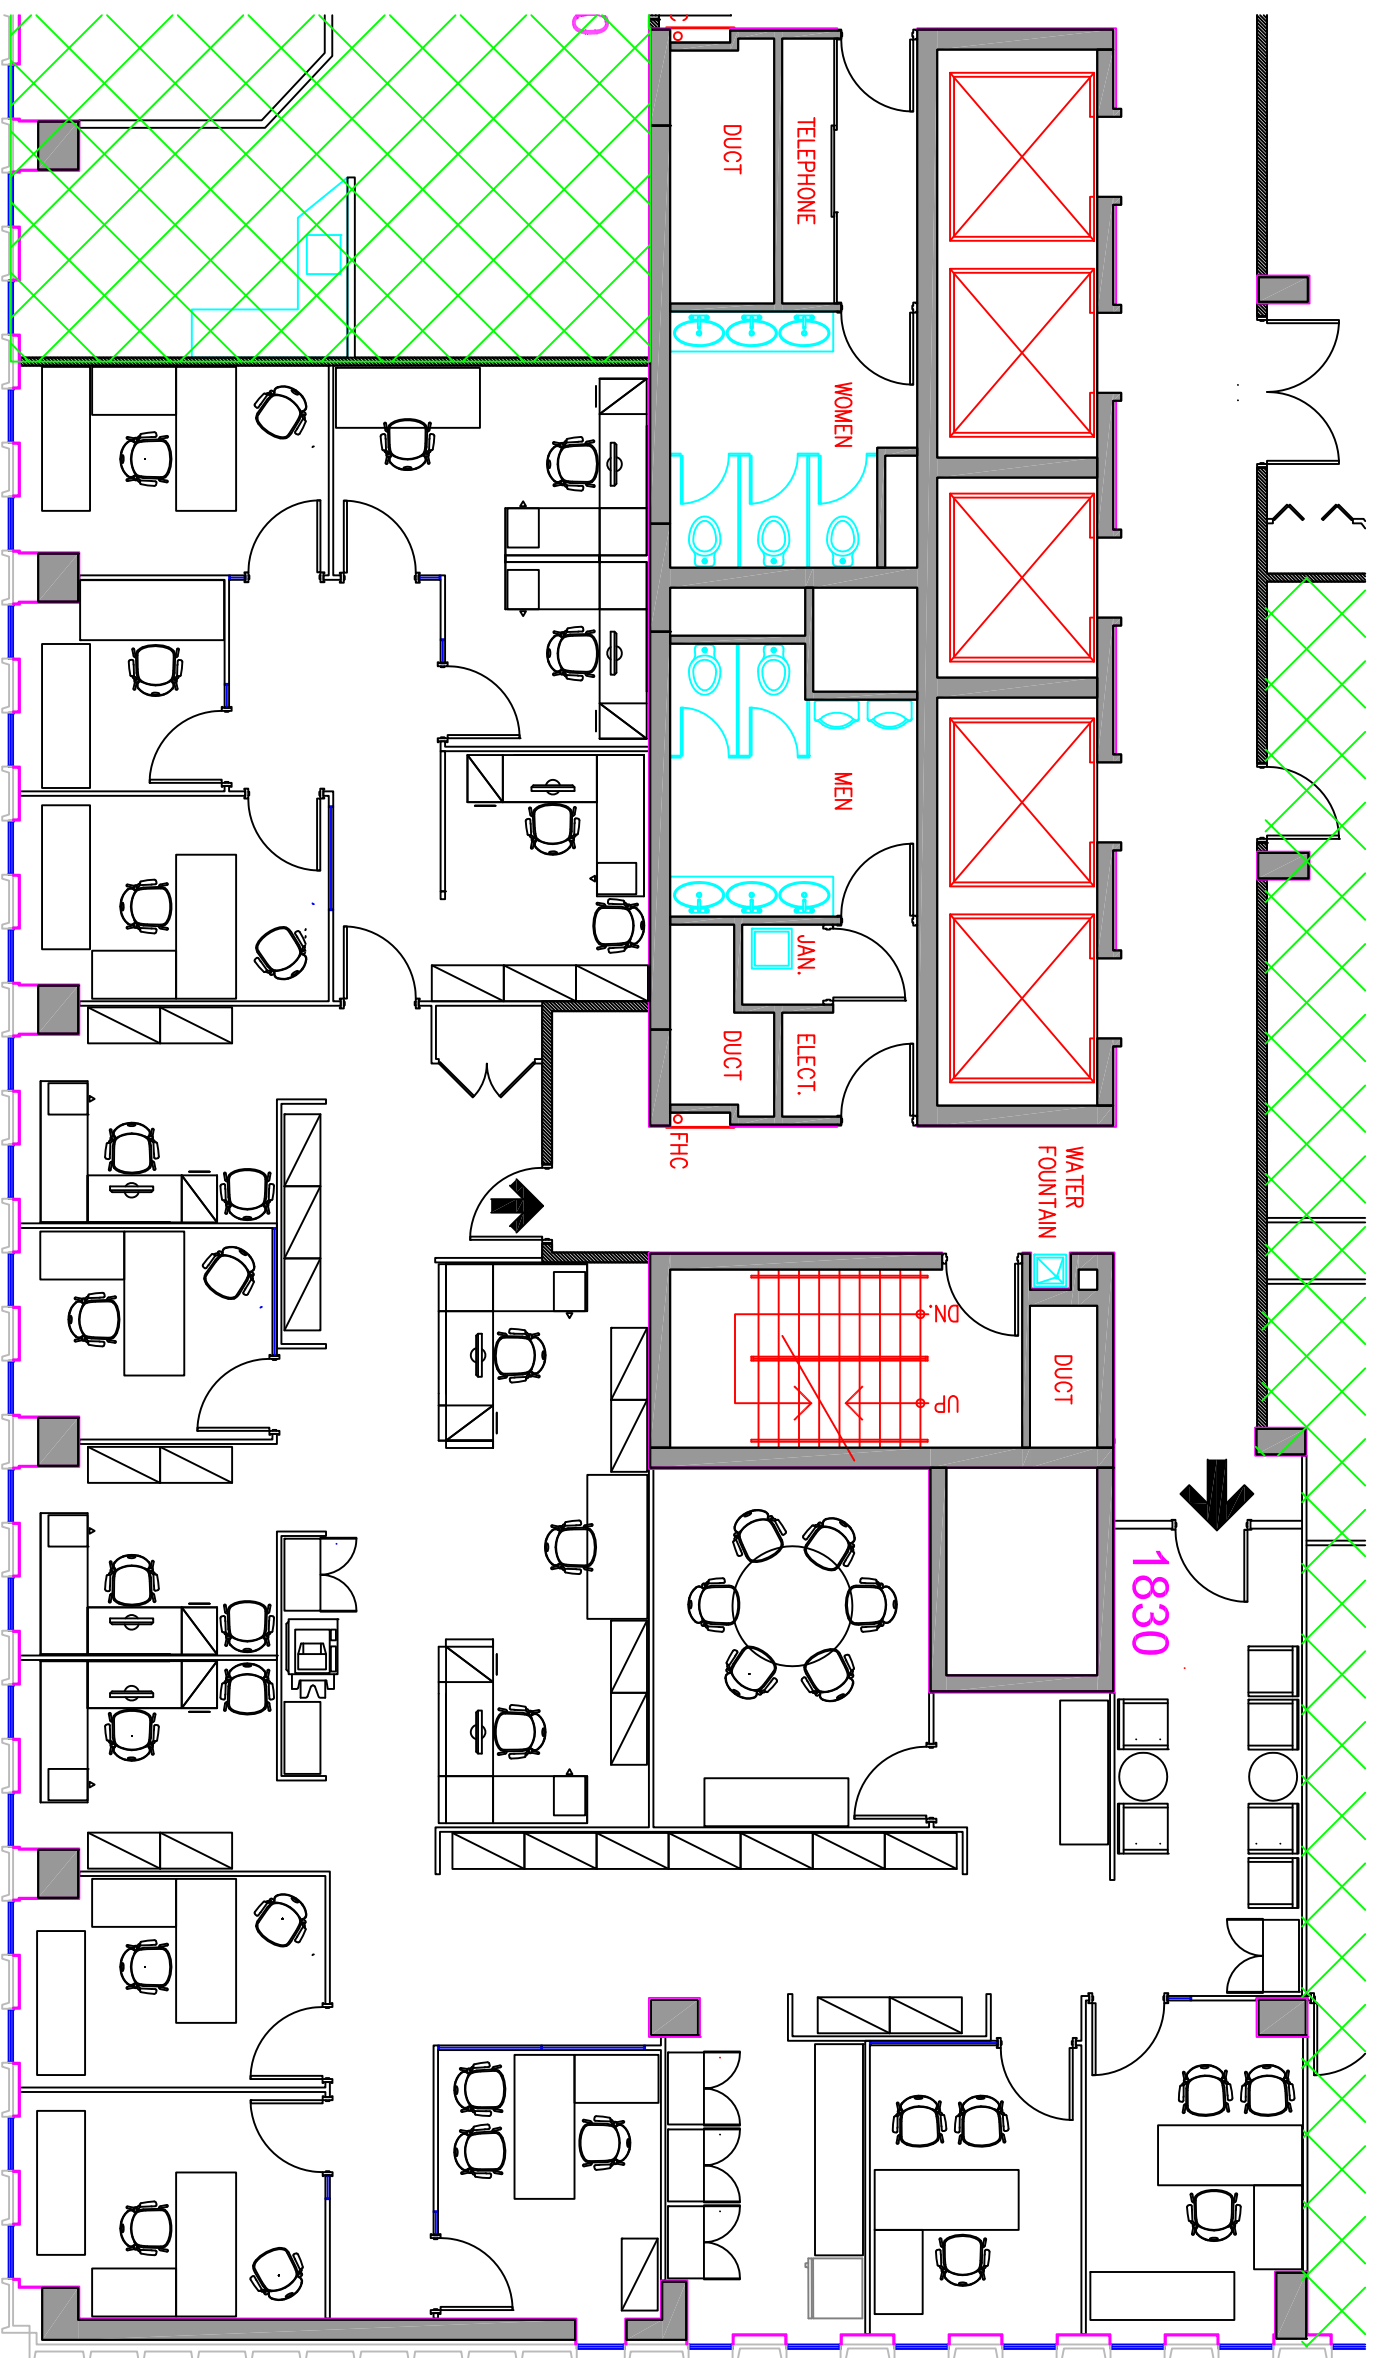 DUCT
TELEPHONE
WOMEN
MEN
JAN.
DUCT
ELECT.
FHC
WATER
FOUNTAIN
DN.
UP
DUCT
1830